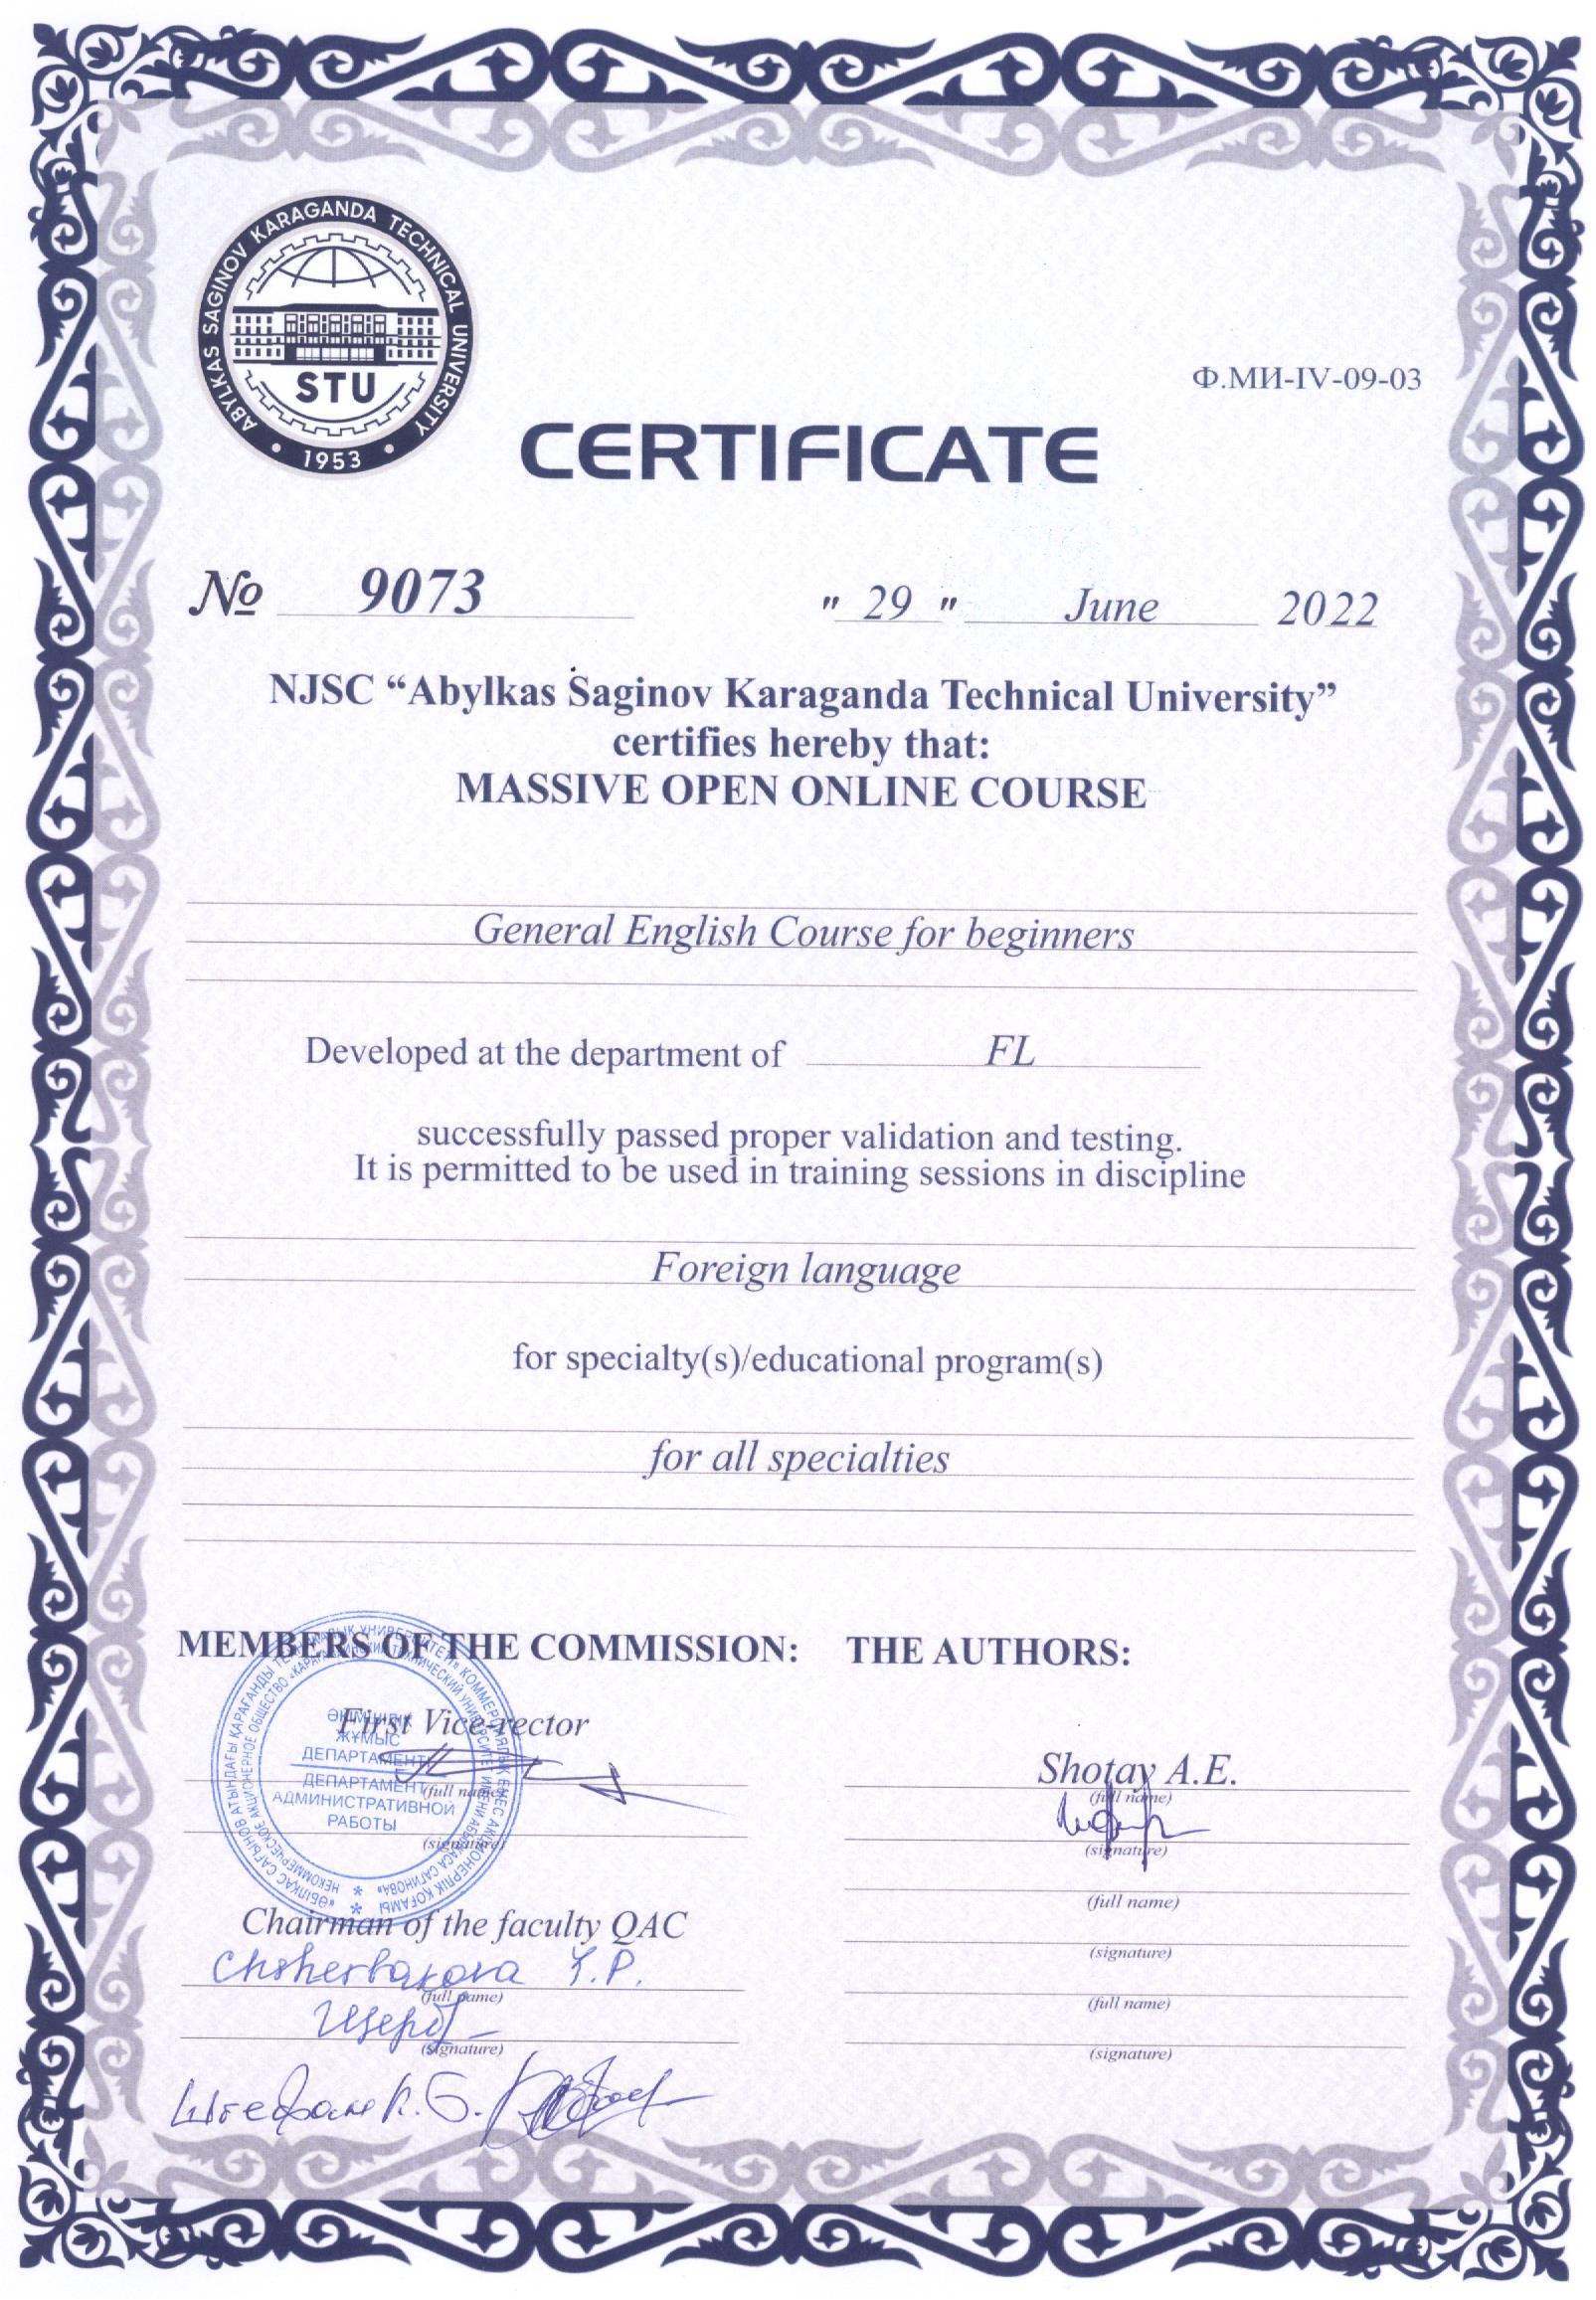 ABYLKAS SAGINOV KARAGANDA TECHNICAL UNIVERSITY
STU
• 1953 •
Ф.МИ-IV-09-03
CERTIFICATE
№ 9073 " 29 " June 2022
NJSC “Abylkas Saginov Karaganda Technical University”
certifies hereby that:
MASSIVE OPEN ONLINE COURSE
General English Course for beginners
Developed at the department of FL
successfully passed proper validation and testing.
It is permitted to be used in training sessions in discipline
Foreign language
for specialty(s)/educational program(s)
for all specialties
MEMBERS OF THE COMMISSION:
First Vice-rector
(full name)
(signature)
Chairman of the faculty QAC
Chsherbakova Y.P.
(full name)
(signature)
THE AUTHORS:
Shotay A.E.
(full name)
(signature)
(full name)
(signature)
(full name)
(signature)
ӘКІМШІЛІК
ЖҰМЫС
ДЕПАРТАМЕНТІ
ДЕПАРТАМЕНТ
АДМИНИСТРАТИВНОЙ
РАБОТЫ